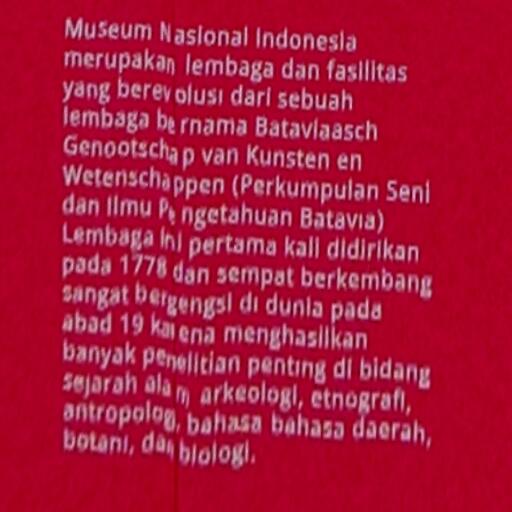 Museum Nasional Indonesia
merupakan lembaga dan fasilitas
yang berevolusi dari sebuah
lembaga bernama Bataviaasch
Genootschap van Kunsten en
Wetenschappen (Perkumpulan Seni
dan Ilmu Pengetahuan Batavia)
Lembaga ini pertama kali didirikan
pada 1778 dan sempat berkembang
sangat bergengsi di dunia pada
abad 19 karena menghasilkan
banyak penelitian penting di bidang
sejarah alam, arkeologi, etnografi,
antropologi, bahasa bahasa daerah,
botani, dan biologi.